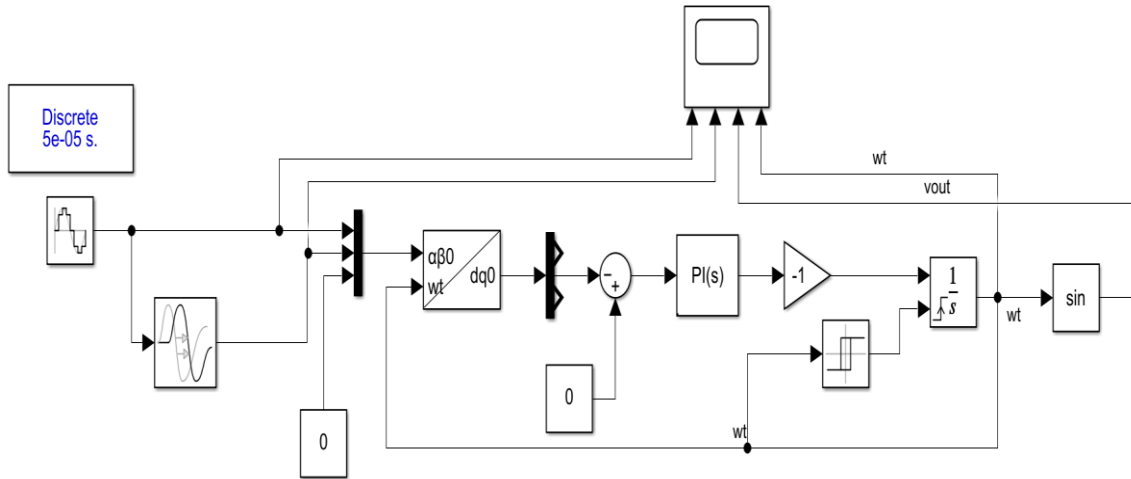 Discrete
5e-05 s.
wt
vout
αβ0
wt
dq0
−
+
PI(s)
-1
1
s
wt
sin
0
0
wt